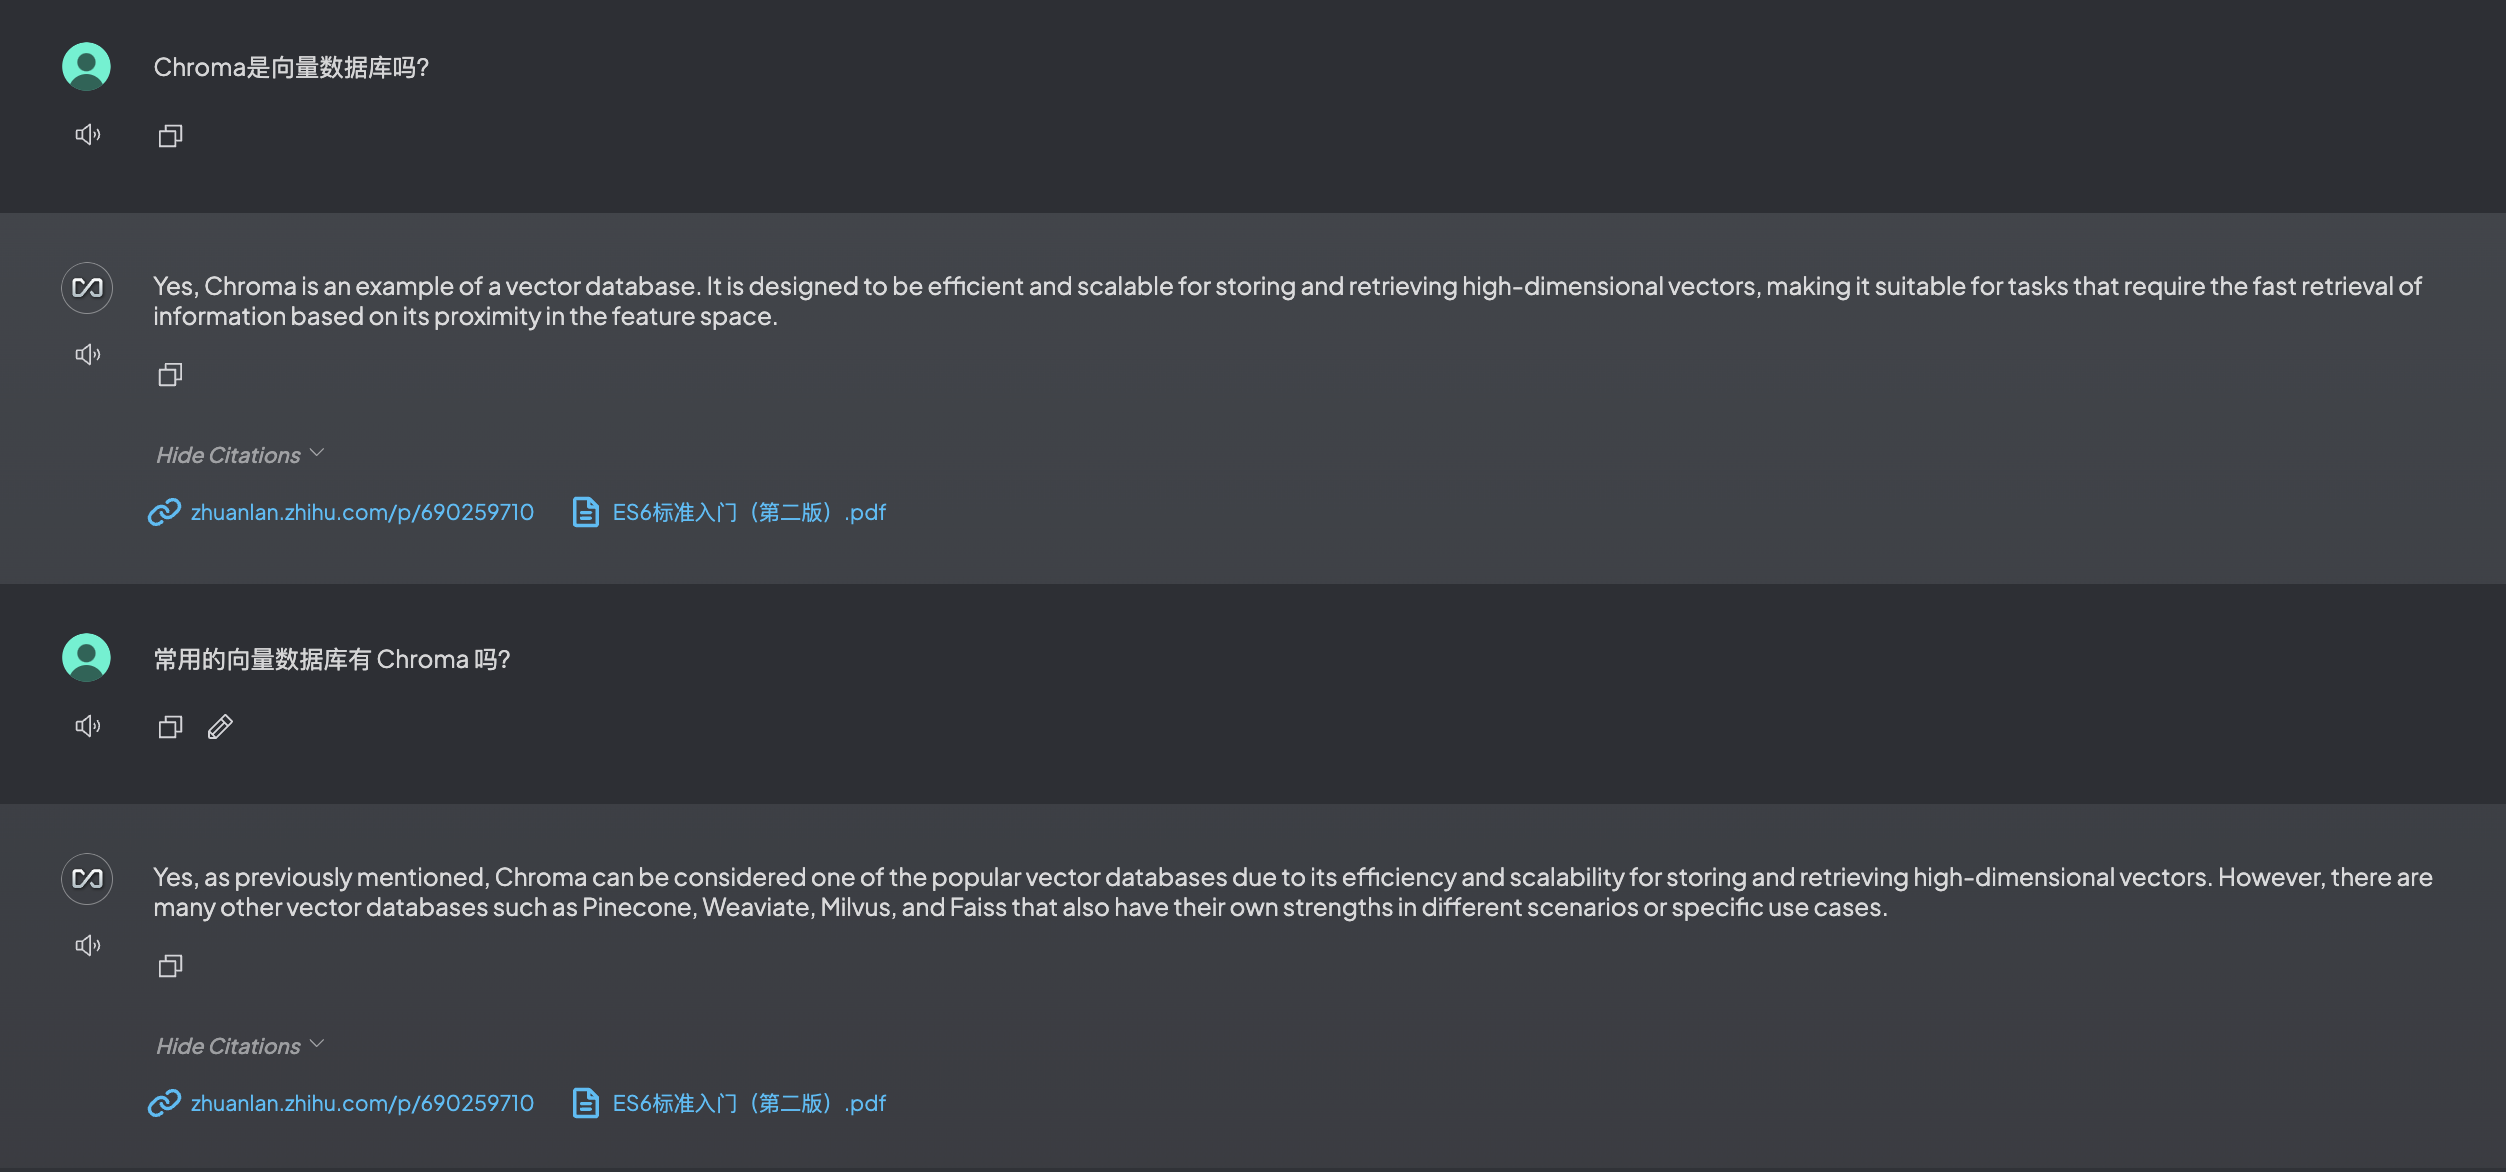 Chroma是向量数据库吗?
Yes, Chroma is an example of a vector database. It is designed to be efficient and scalable for storing and retrieving high-dimensional vectors, making it suitable for tasks that require the fast retrieval of
information based on its proximity in the feature space.
Hide Citations
zhuanlan.zhihu.com/p/690259710 ES6标准入门（第二版）.pdf
常用的向量数据库有 Chroma 吗?
Yes, as previously mentioned, Chroma can be considered one of the popular vector databases due to its efficiency and scalability for storing and retrieving high-dimensional vectors. However, there are
many other vector databases such as Pinecone, Weaviate, Milvus, and Faiss that also have their own strengths in different scenarios or specific use cases.
Hide Citations
zhuanlan.zhihu.com/p/690259710 ES6标准入门（第二版）.pdf